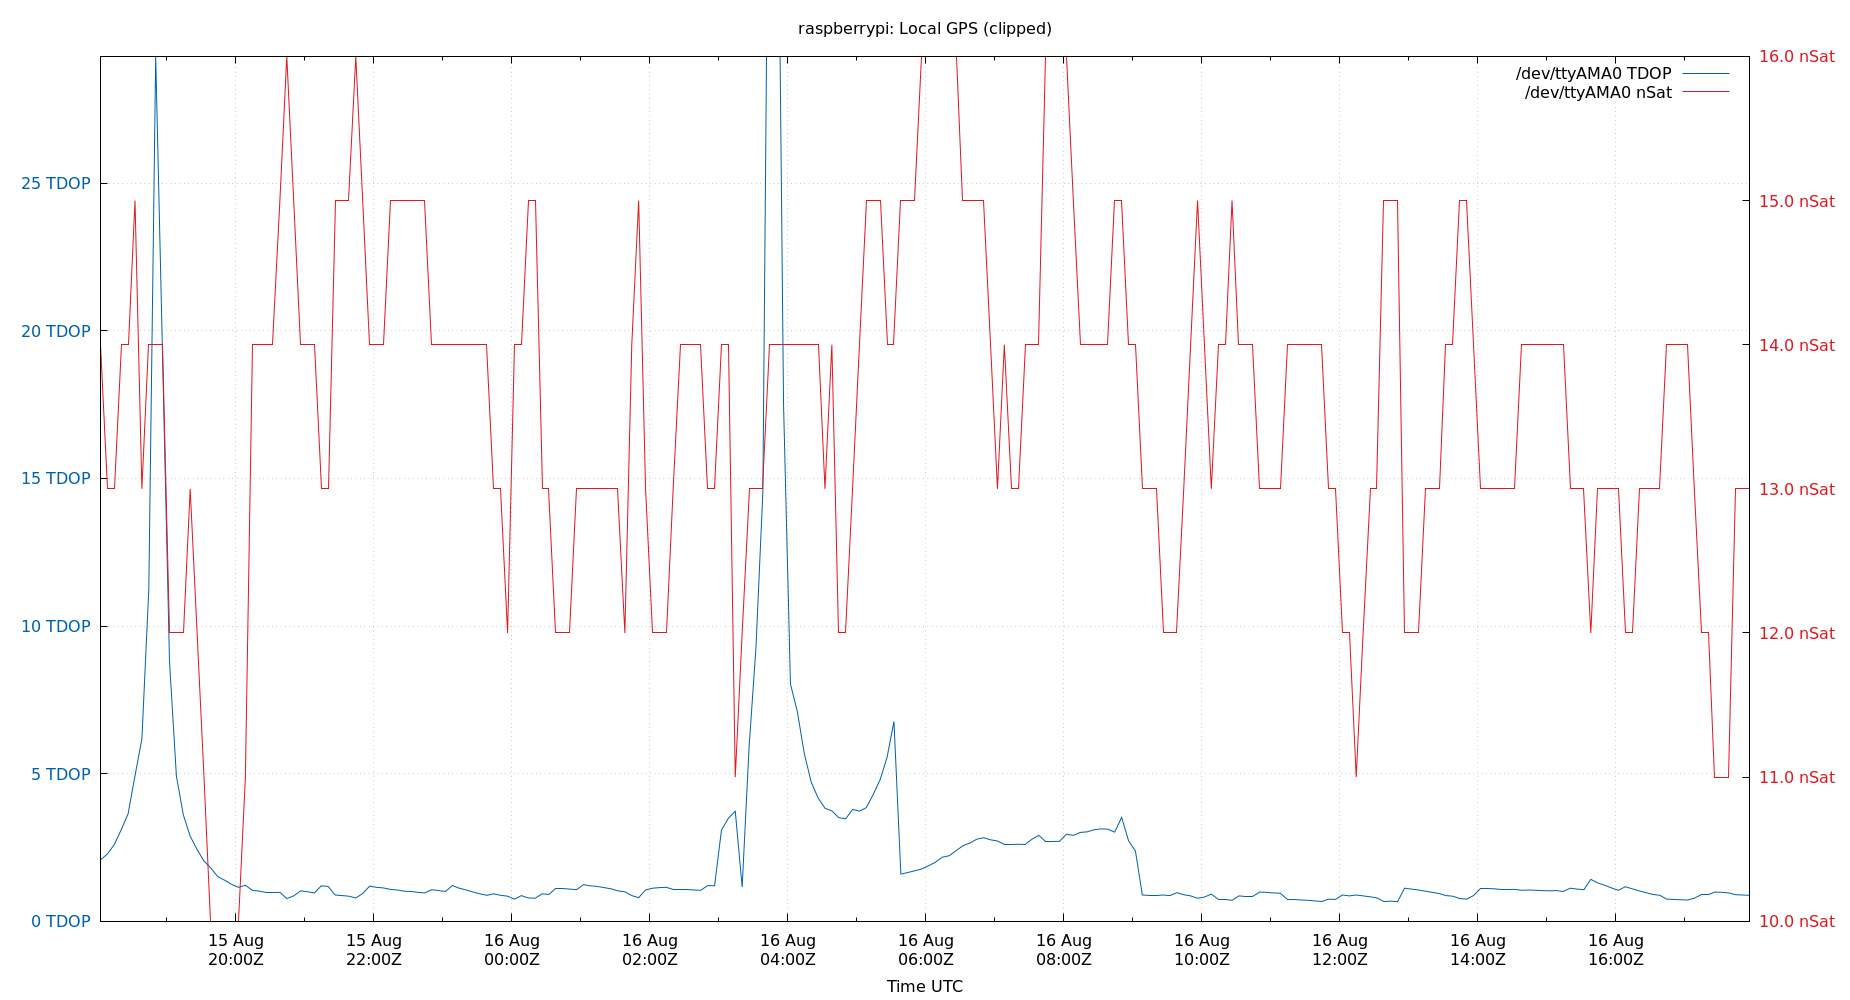 raspberrypi: Local GPS (clipped)
/dev/ttyAMA0 TDOP
/dev/ttyAMA0 nSat
25 TDOP
20 TDOP
15 TDOP
10 TDOP
5 TDOP
0 TDOP
16.0 nSat
15.0 nSat
14.0 nSat
13.0 nSat
12.0 nSat
11.0 nSat
10.0 nSat
15 Aug
20:00Z
15 Aug
22:00Z
16 Aug
00:00Z
16 Aug
02:00Z
16 Aug
04:00Z
16 Aug
06:00Z
16 Aug
08:00Z
16 Aug
10:00Z
16 Aug
12:00Z
16 Aug
14:00Z
16 Aug
16:00Z
Time UTC